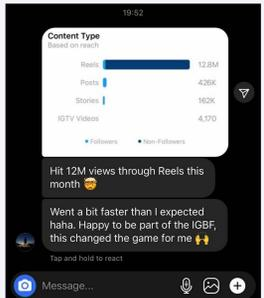 19:52
Content Type
Based on reach
Reels 12.8M
Posts 426K
Stories 162K
IGTV Videos 4,170
Followers Non-Followers
Hit 12M views through Reels this
month 🤯
Went a bit faster than I expected
haha. Happy to be part of the IGBF,
this changed the game for me 🙌
Tap and hold to react
Message...